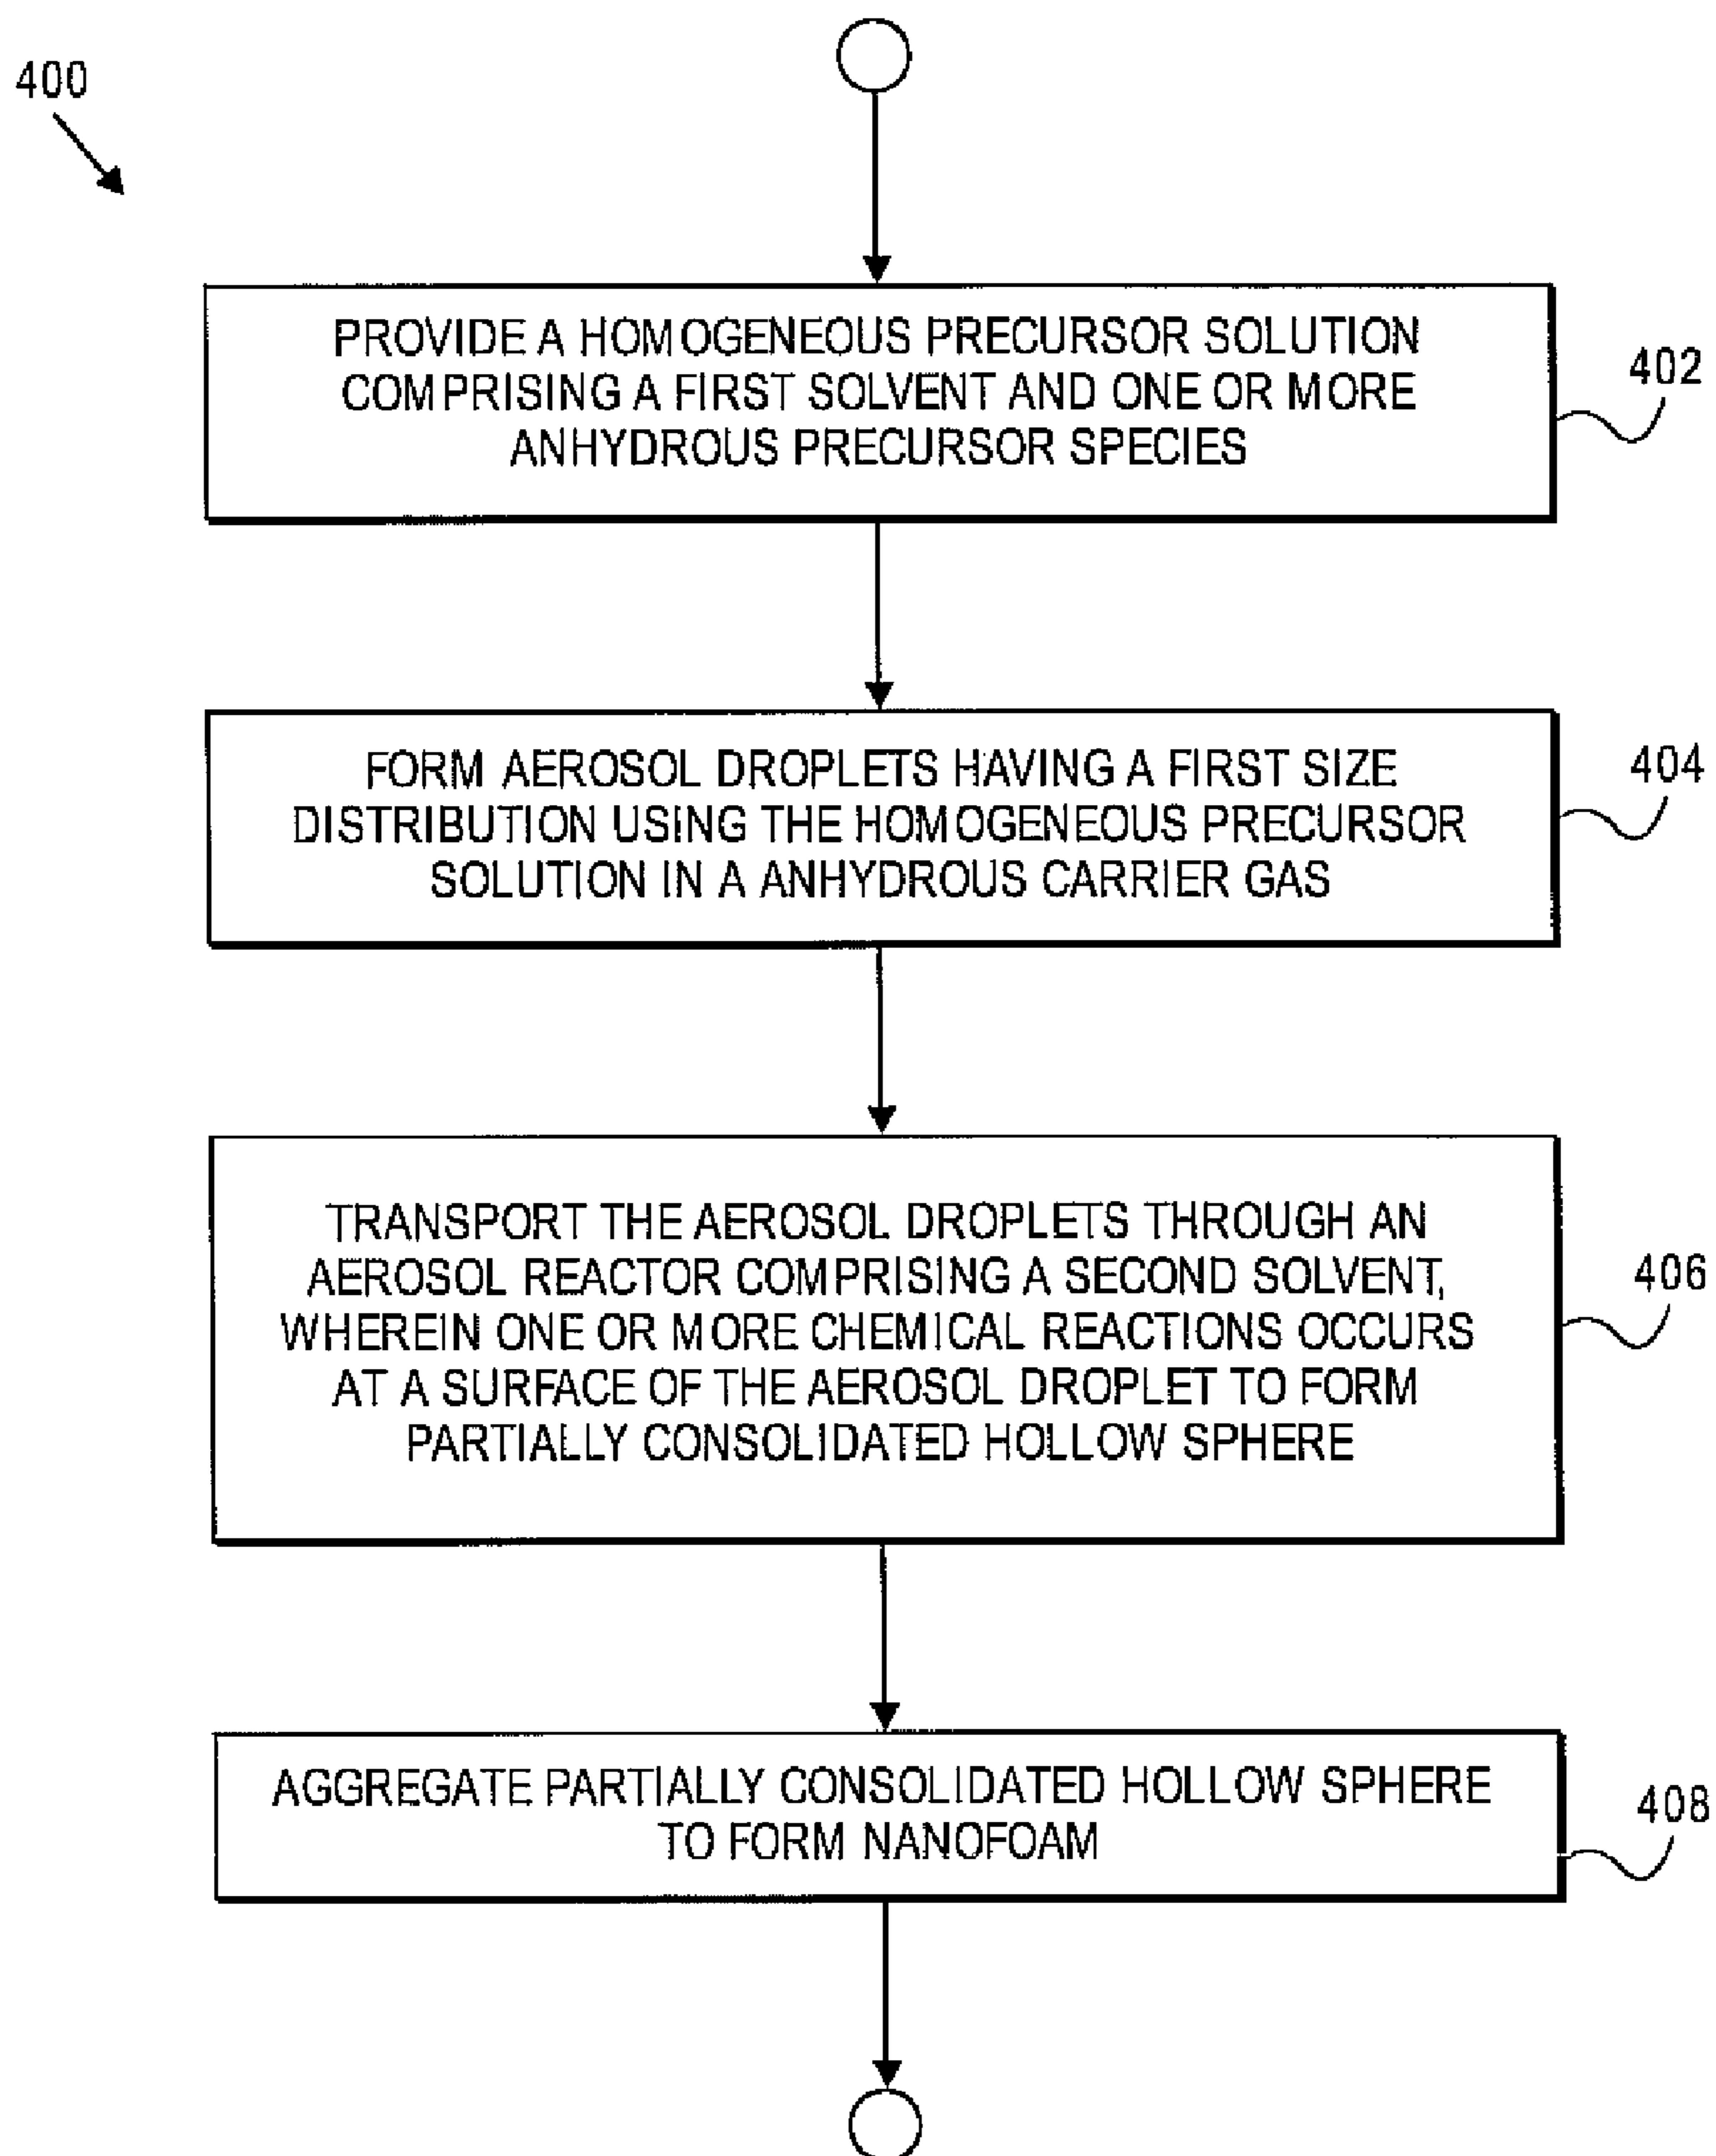 400
PROVIDE A HOMOGENEOUS PRECURSOR SOLUTION
COMPRISING A FIRST SOLVENT AND ONE OR MORE
ANHYDROUS PRECURSOR SPECIES
402
FORM AEROSOL DROPLETS HAVING A FIRST SIZE
DISTRIBUTION USING THE HOMOGENEOUS PRECURSOR
SOLUTION IN A ANHYDROUS CARRIER GAS
404
TRANSPORT THE AEROSOL DROPLETS THROUGH AN
AEROSOL REACTOR COMPRISING A SECOND SOLVENT,
WHEREIN ONE OR MORE CHEMICAL REACTIONS OCCURS
AT A SURFACE OF THE AEROSOL DROPLET TO FORM
PARTIALLY CONSOLIDATED HOLLOW SPHERE
406
AGGREGATE PARTIALLY CONSOLIDATED HOLLOW SPHERE
TO FORM NANOFOAM
408